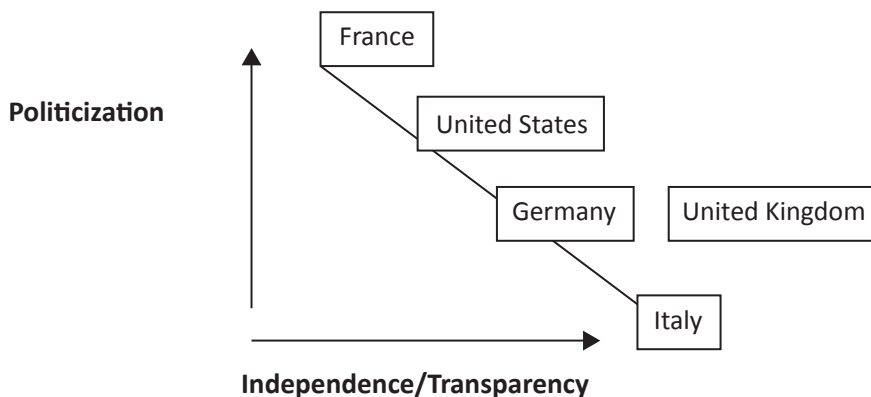 France
Politicization
United States
Germany
United Kingdom
Italy
Independence/Transparency